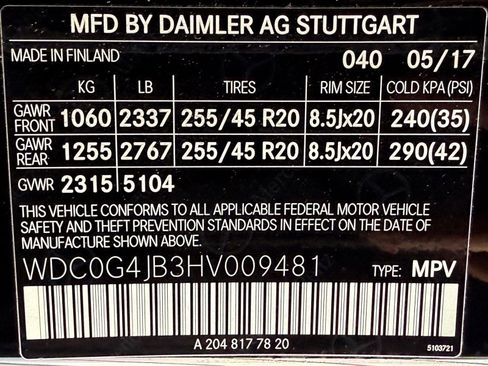 MFD BY DAIMLER AG STUTTGART
MADE IN FINLAND 040 05/17
KG LB TIRES RIM SIZE COLD KPA (PSI)
GAWR FRONT 1060 2337 255/45 R20 8.5Jx20 240(35)
GAWR REAR 1255 2767 255/45 R20 8.5Jx20 290(42)
GVWR 2315 5104
THIS VEHICLE CONFORMS TO ALL APPLICABLE FEDERAL MOTOR VEHICLE
SAFETY AND THEFT PREVENTION STANDARDS IN EFFECT ON THE DATE
OF MANUFACTURE SHOWN ABOVE.
WDC0G4JB3HV009481 TYPE: MPV
A 204 817 78 20 5103721